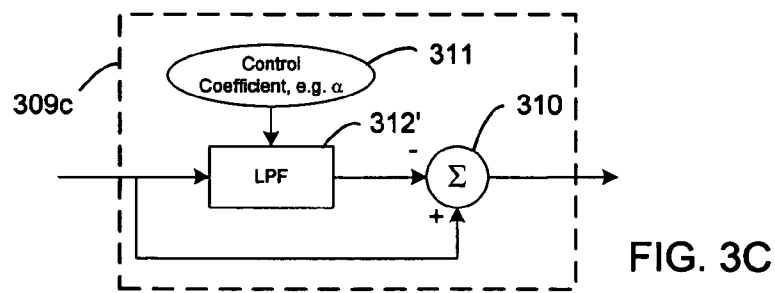 311
Control
Coefficient, e.g. α
309c
312'
310
LPF
-
Σ
+
FIG. 3C